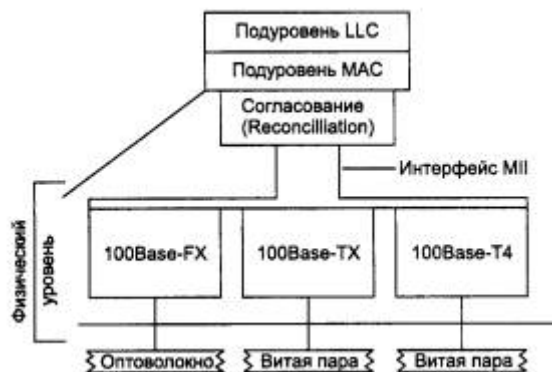 Подуровень LLC
Подуровень MAC
Согласование
(Reconcilliation)
Интерфейс MII
Физический
уровень
100Base-FX
100Base-TX
100Base-T4
Оптоволокно
Витая пара
Витая пара